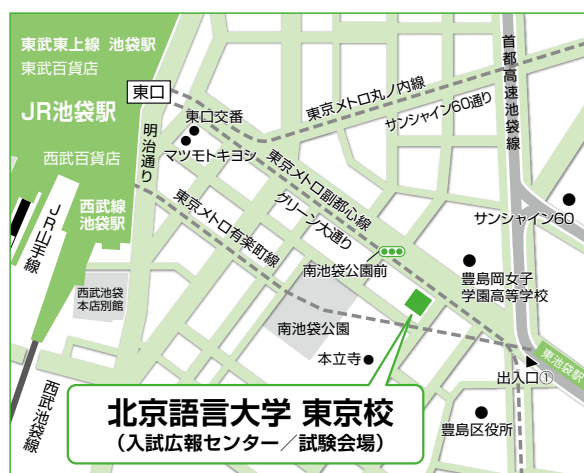 東武東上線 池袋駅
東武百貨店
JR池袋駅
西武百貨店
西武線
池袋駅
JR山手線
西武池袋
本店別館
西武池袋線
東口
東口交番
マツモトキヨシ
明治通り
東京メトロ丸ノ内線
サンシャイン60通り
首都高速池袋線
東京メトロ副都心線
グリーン大通り
東京メトロ有楽町線
南池袋公園前
サンシャイン60
豊島岡女子
学園高等学校
南池袋公園
本立寺
東池袋駅
出入口①
豊島区役所
北京語言大学 東京校
(入試広報センター/試験会場)